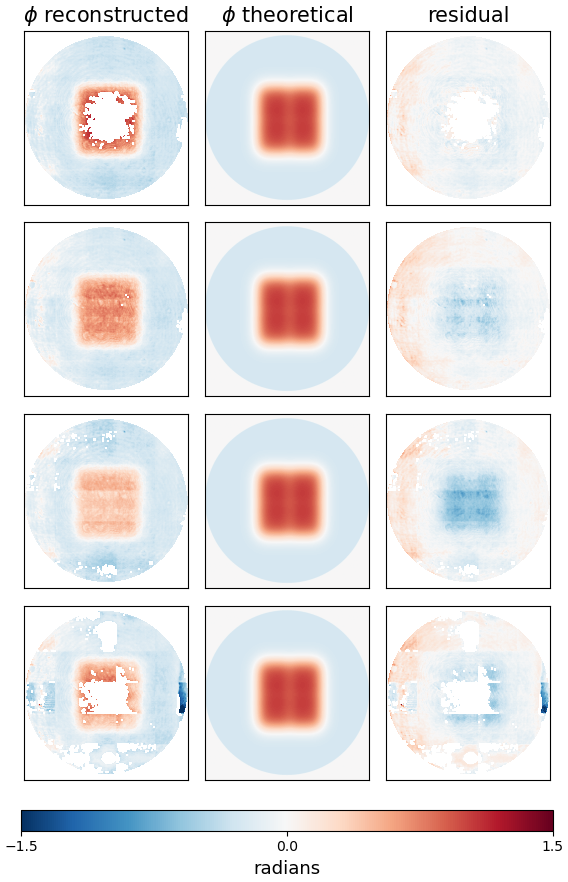 ϕ reconstructed ϕ theoretical residual
−1.5 0.0 1.5
radians